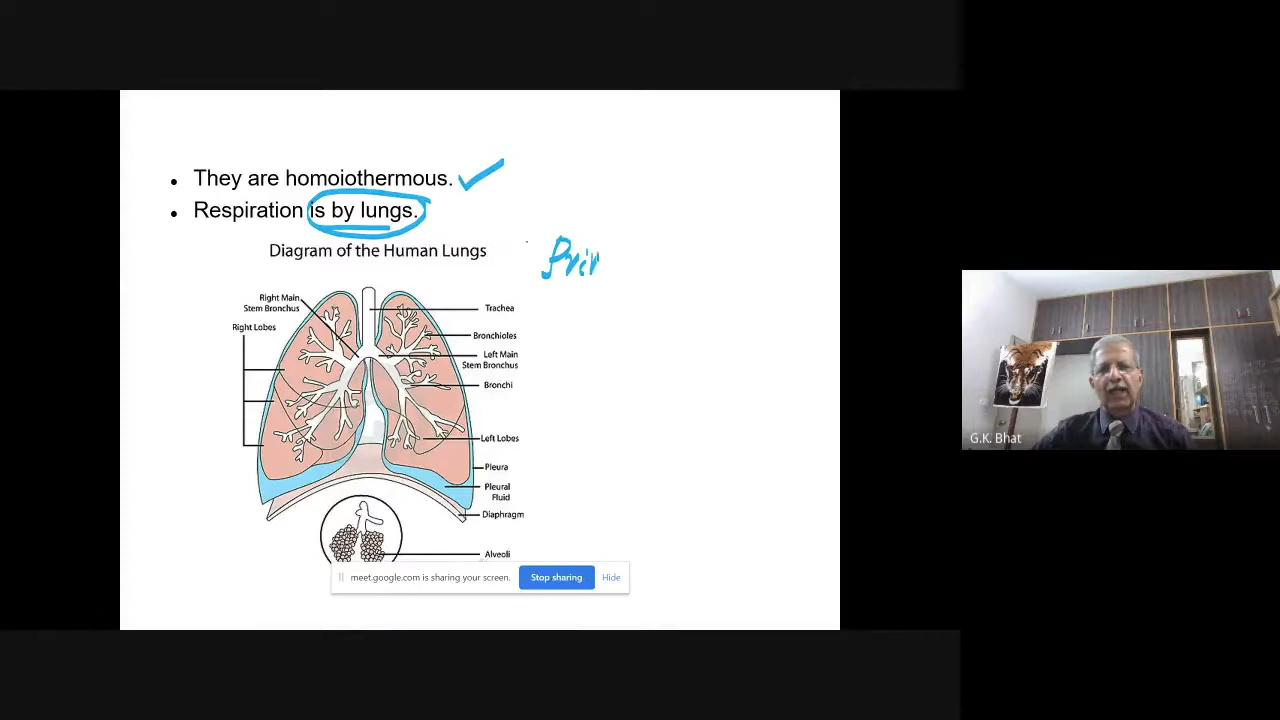 • They are homoiothermous.
• Respiration is by lungs.
Diagram of the Human Lungs
Pri
Right Main
Stem Bronchus
Right Lobes
Trachea
Bronchioles
Left Main
Stem Bronchus
Bronchi
Left Lobes
Pleura
Pleural
Fluid
Diaphragm
Alveoli
meet.google.com is sharing your screen.
Stop sharing
Hide
G.K. Bhat